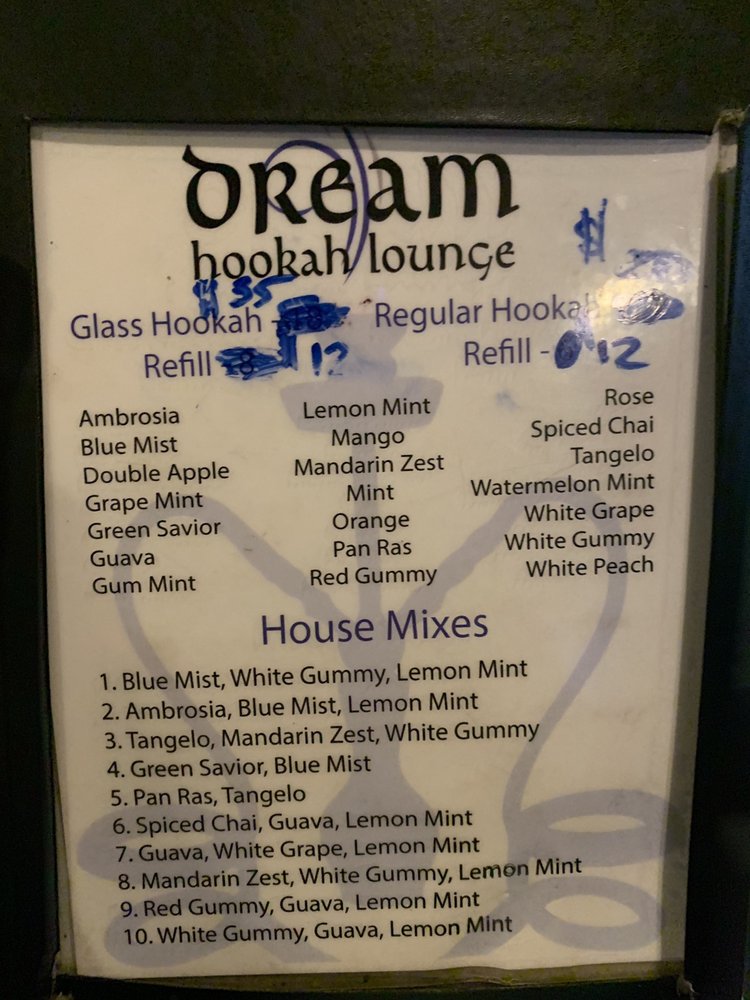 dream
hookah lounge
$
$ 35
Glass Hookah - Regular Hookah
Refill $ 12 Refill - 12
Ambrosia Lemon Mint Rose
Blue Mist Mango Spiced Chai
Double Apple Mandarin Zest Tangelo
Grape Mint Mint Watermelon Mint
Green Savior Orange White Grape
Guava Pan Ras White Gummy
Gum Mint Red Gummy White Peach
House Mixes
1. Blue Mist, White Gummy, Lemon Mint
2. Ambrosia, Blue Mist, Lemon Mint
3. Tangelo, Mandarin Zest, White Gummy
4. Green Savior, Blue Mist
5. Pan Ras, Tangelo
6. Spiced Chai, Guava, Lemon Mint
7. Guava, White Grape, Lemon Mint
8. Mandarin Zest, White Gummy, Lemon Mint
9. Red Gummy, Guava, Lemon Mint
10. White Gummy, Guava, Lemon Mint